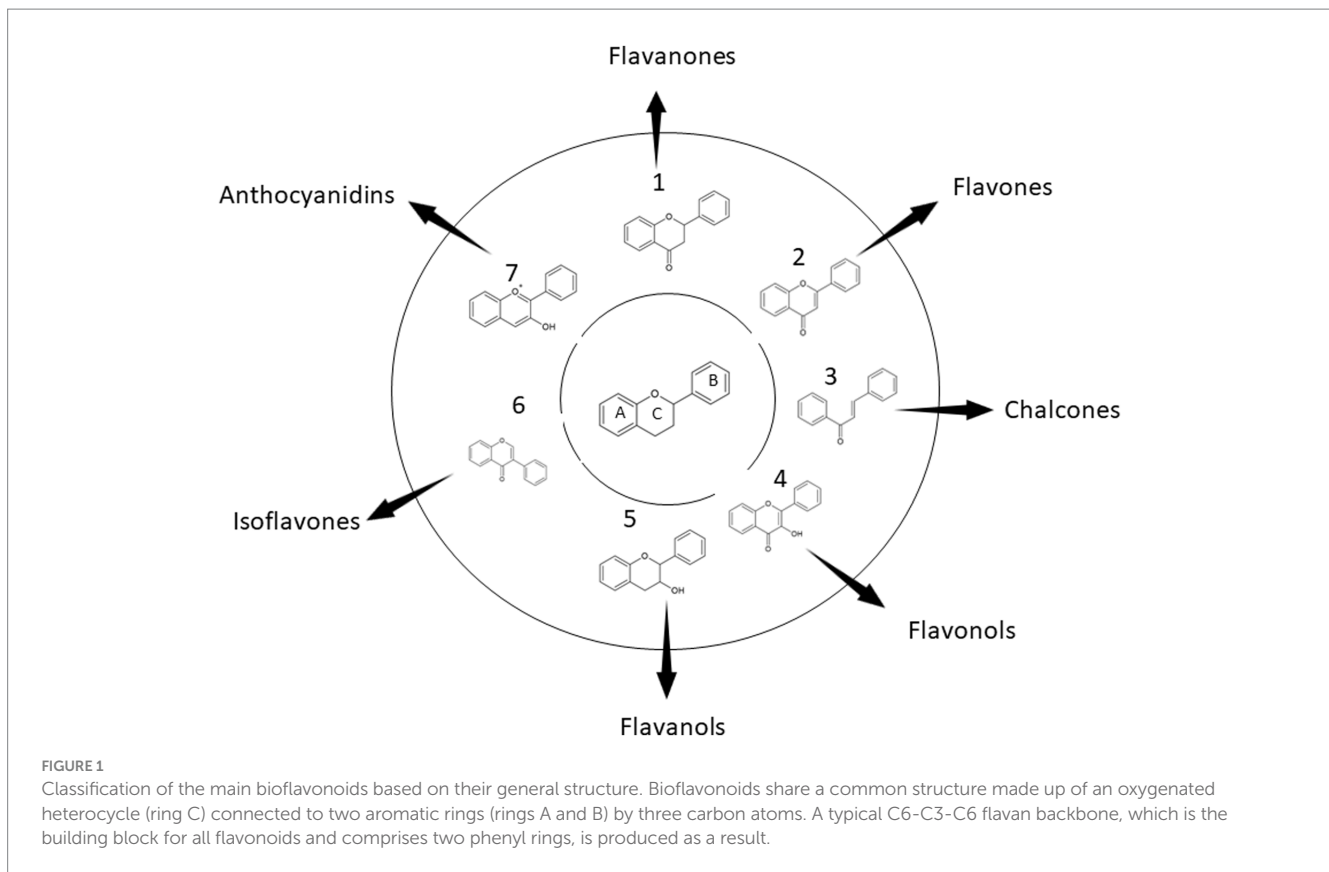 Flavanones
Anthocyanidins
Flavones
1
O
O
2
O
O
7
O+
OH
3
O
Chalcones
A
O
C
B
6
O
O
4
O
OH
O
5
O
OH
Isoflavones
Flavonols
Flavanols
FIGURE 1
Classification of the main bioflavonoids based on their general structure. Bioflavonoids share a common structure made up of an oxygenated
heterocycle (ring C) connected to two aromatic rings (rings A and B) by three carbon atoms. A typical C6-C3-C6 flavan backbone, which is the
building block for all flavonoids and comprises two phenyl rings, is produced as a result.